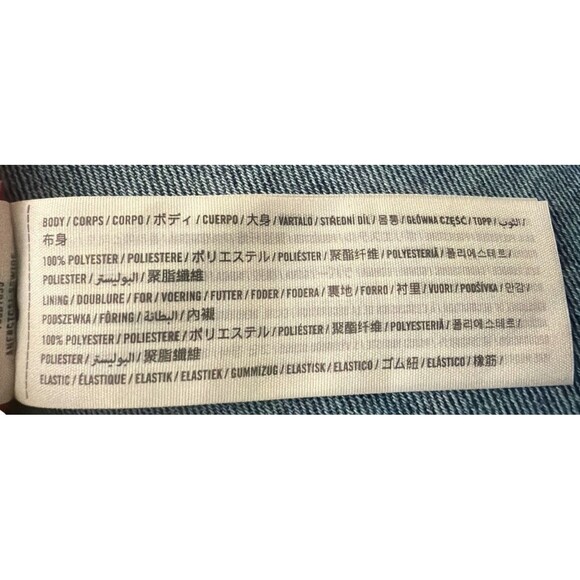 BODY / CORPS / CORPO / ボディ / CUERPO / 大身 / VARTALO / STŘEDNÍ DÍL / 몸통 / GŁÓWNA CZĘŚĆ / TOPP / الثوب /
布身
100% POLYESTER / POLIESTERE / ポリエステル / POLIÉSTER / 聚酯纤维 / POLYESTERIÄ / 폴리에스테르 /
POLIESTER / البوليستر / 聚脂纖維
LINING / DOUBLURE / FOR / VOERING / FUTTER / FODER / FODERA / 裏地 / FORRO / 衬里 / VUORI / PODŠÍVKA / 안감 /
PODSZEWKA / FÔRING / البطانة / 內襯
100% POLYESTER / POLIESTERE / ポリエステル / POLIÉSTER / 聚酯纤维 / POLYESTERIÄ / 폴리에스테르 /
POLIESTER / البوليستر / 聚脂纖維
ELASTIC / ÉLASTIQUE / ELASTIK / ELASTIEK / GUMMIZUG / ELASTISK / ELASTICO / ゴム紐 / ELÁSTICO / 橡筋 /